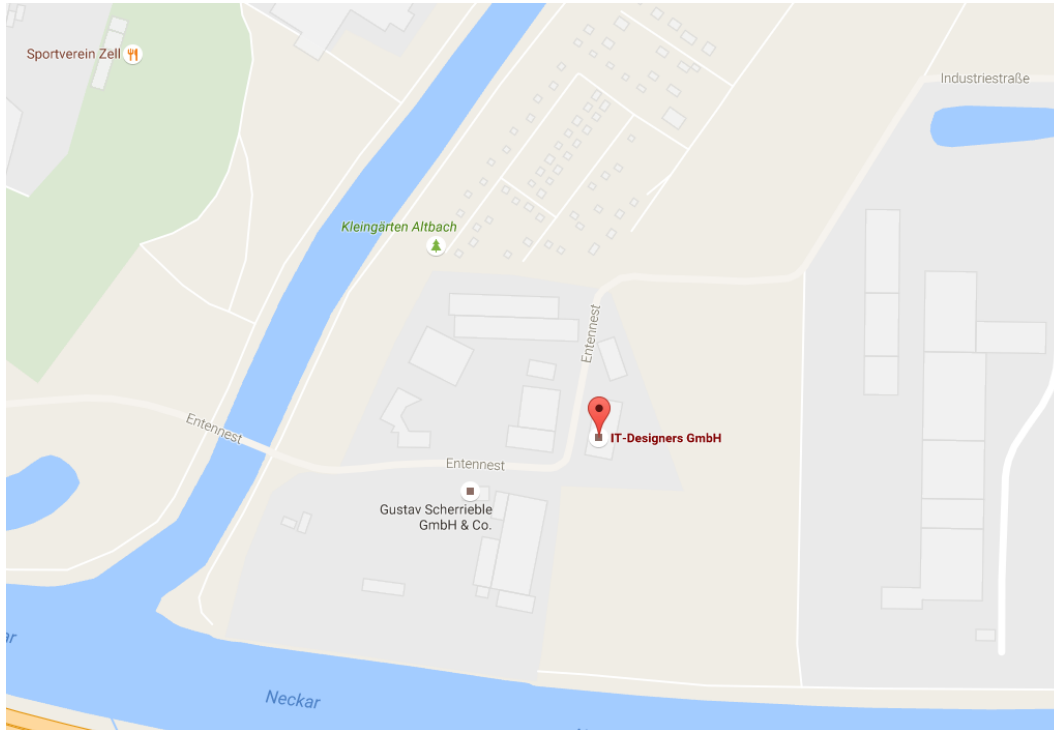 Sportverein Zell
Industriestraße
Kleingärten Altbach
Entennest
Entennest
IT-Designers GmbH
Entennest
Gustav Scherrieble
GmbH & Co.
Neckar